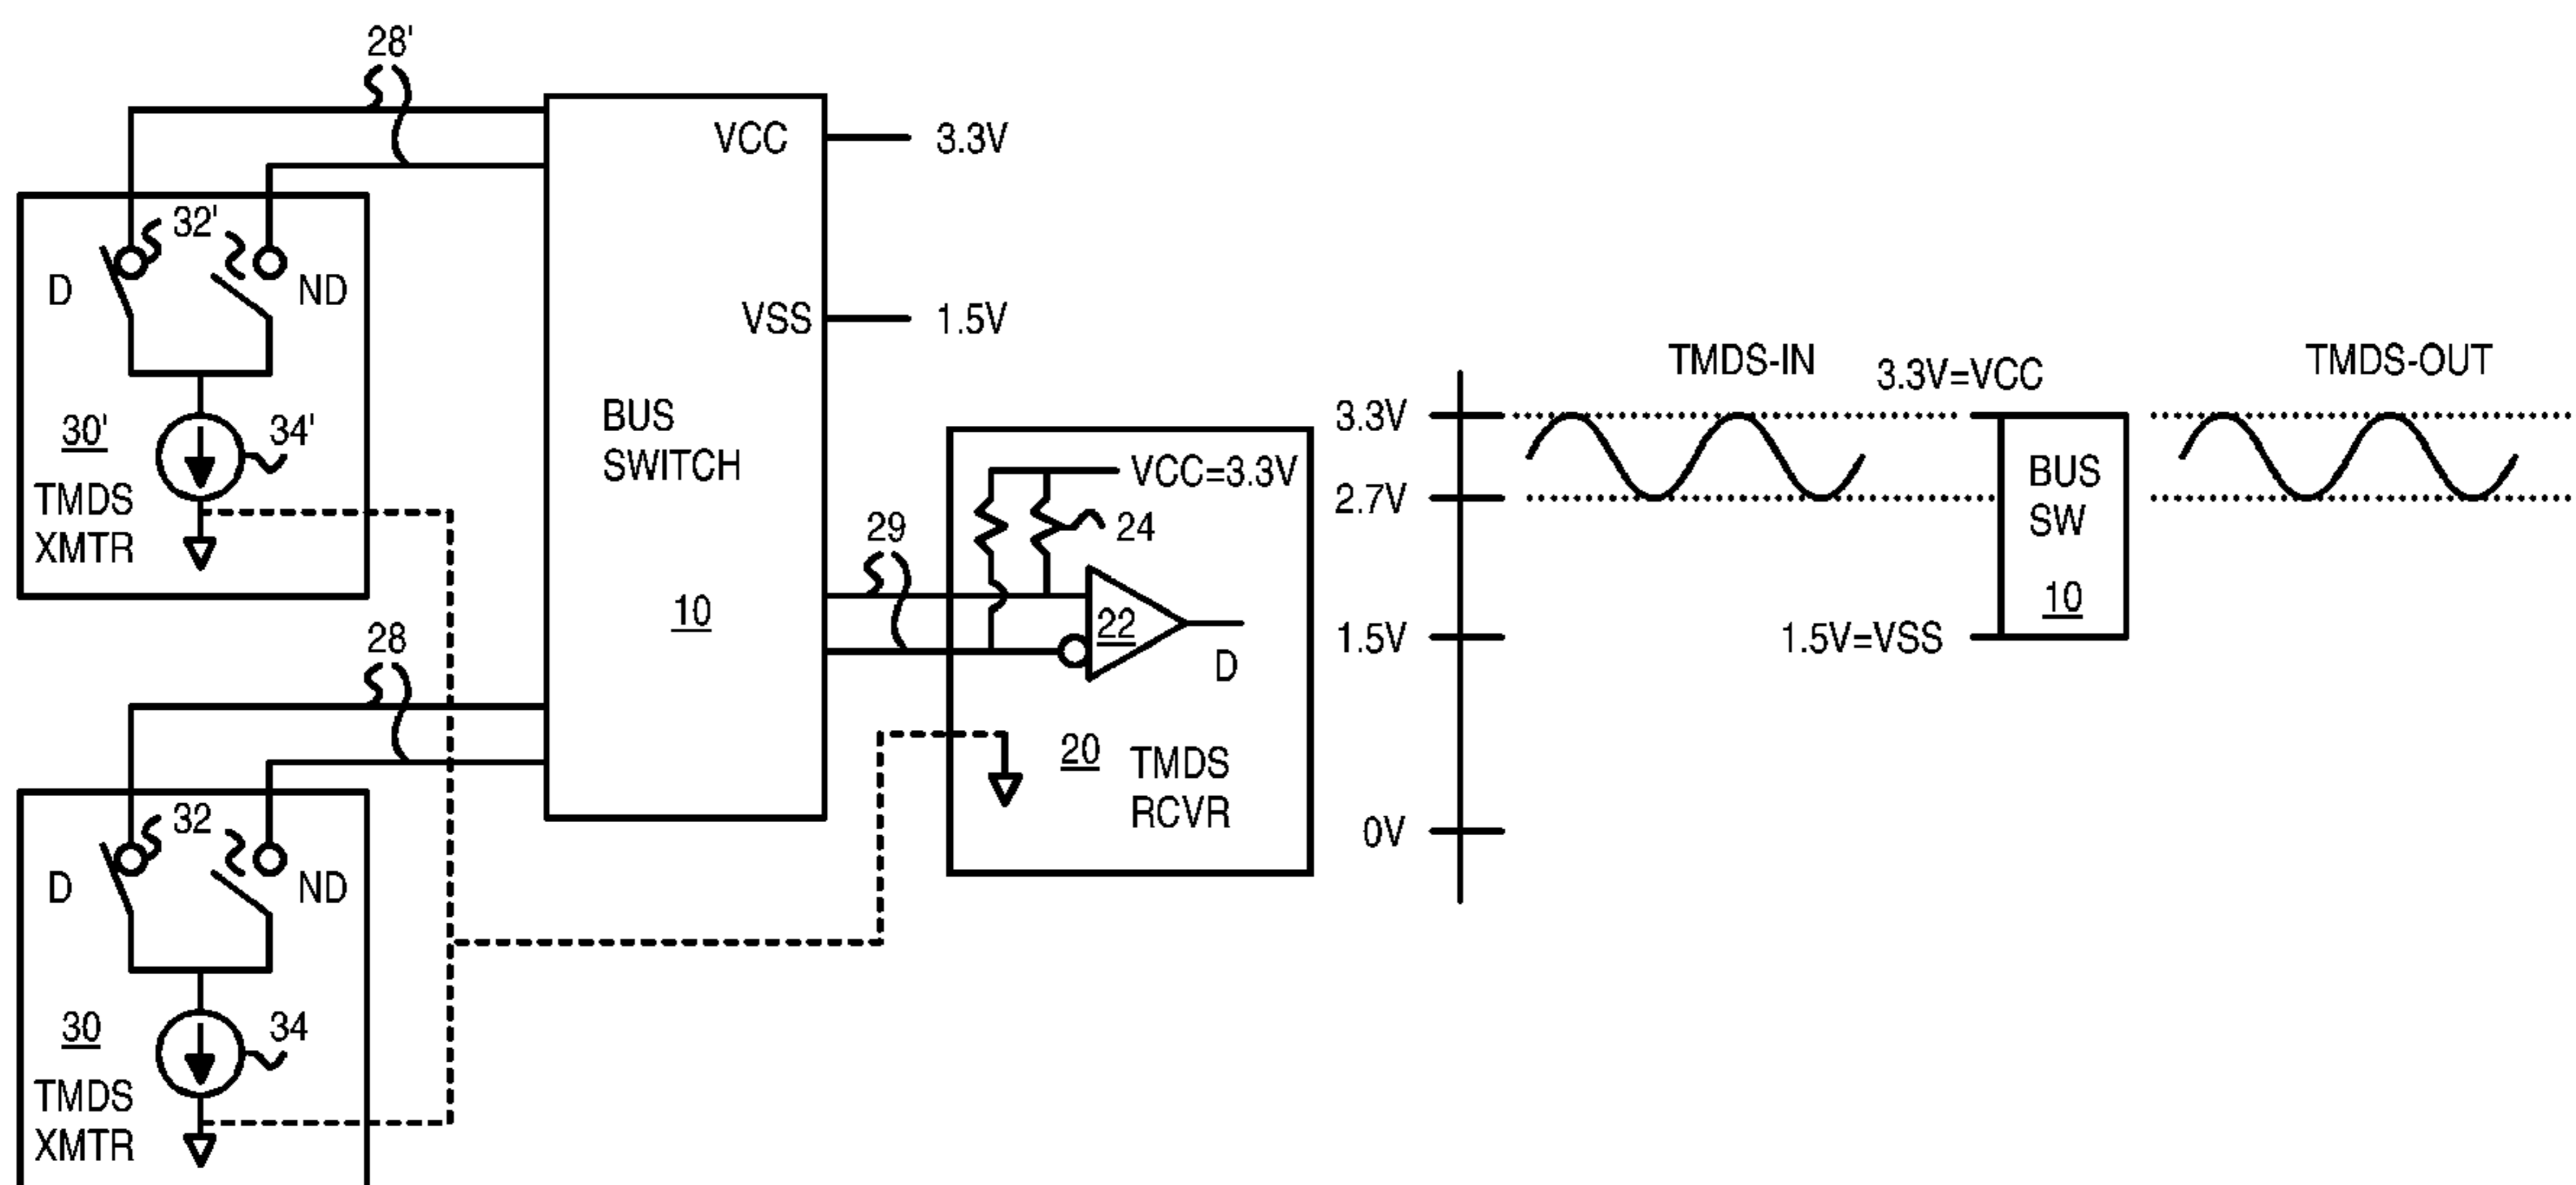 28'
VCC
3.3V
32'
D
ND
VSS
1.5V
30'
34'
TMDS
XMTR
BUS
SWITCH
10
28
29
VCC=3.3V
24
22
D
20
TMDS
RCVR
32
D
ND
30
34
TMDS
XMTR
TMDS-IN
3.3V=VCC
TMDS-OUT
3.3V
2.7V
1.5V
0V
BUS
SW
10
1.5V=VSS